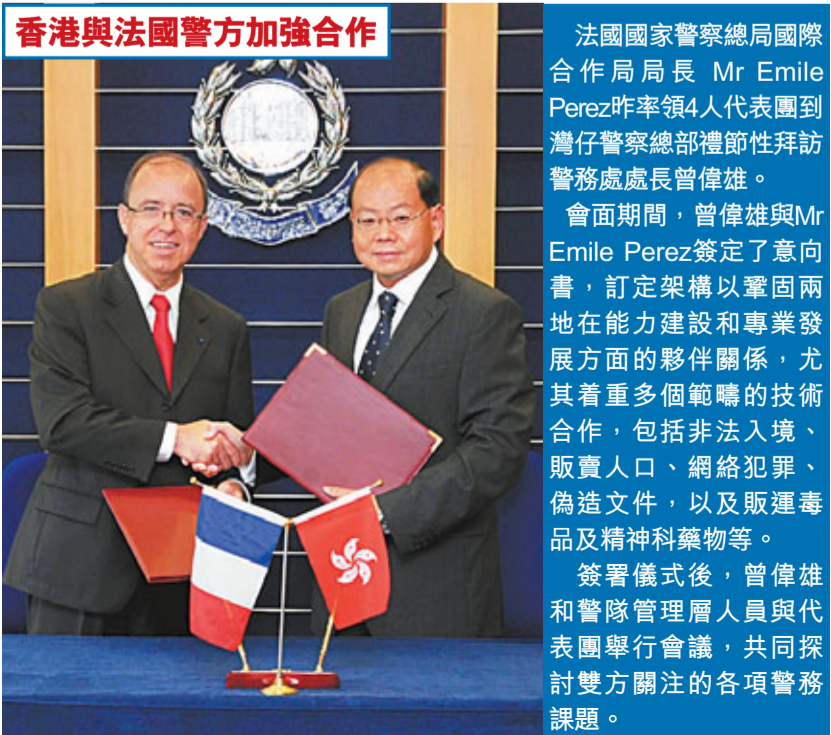 香港與法國警方加強合作
法國國家警察總局國際
合作局局長 Mr Emile
Perez昨率領4人代表團到
灣仔警察總部禮節性拜訪
警務處處長曾偉雄。
會面期間，曾偉雄與Mr
Emile Perez簽定了意向
書，訂定架構以鞏固兩
地在能力建設和專業發
展方面的夥伴關係，尤
其着重多個範疇的技術
合作，包括非法入境、
販賣人口、網絡犯罪、
偽造文件，以及販運毒
品及精神科藥物等。
簽署儀式後，曾偉雄
和警隊管理層人員與代
表團舉行會議，共同探
討雙方關注的各項警務
課題。